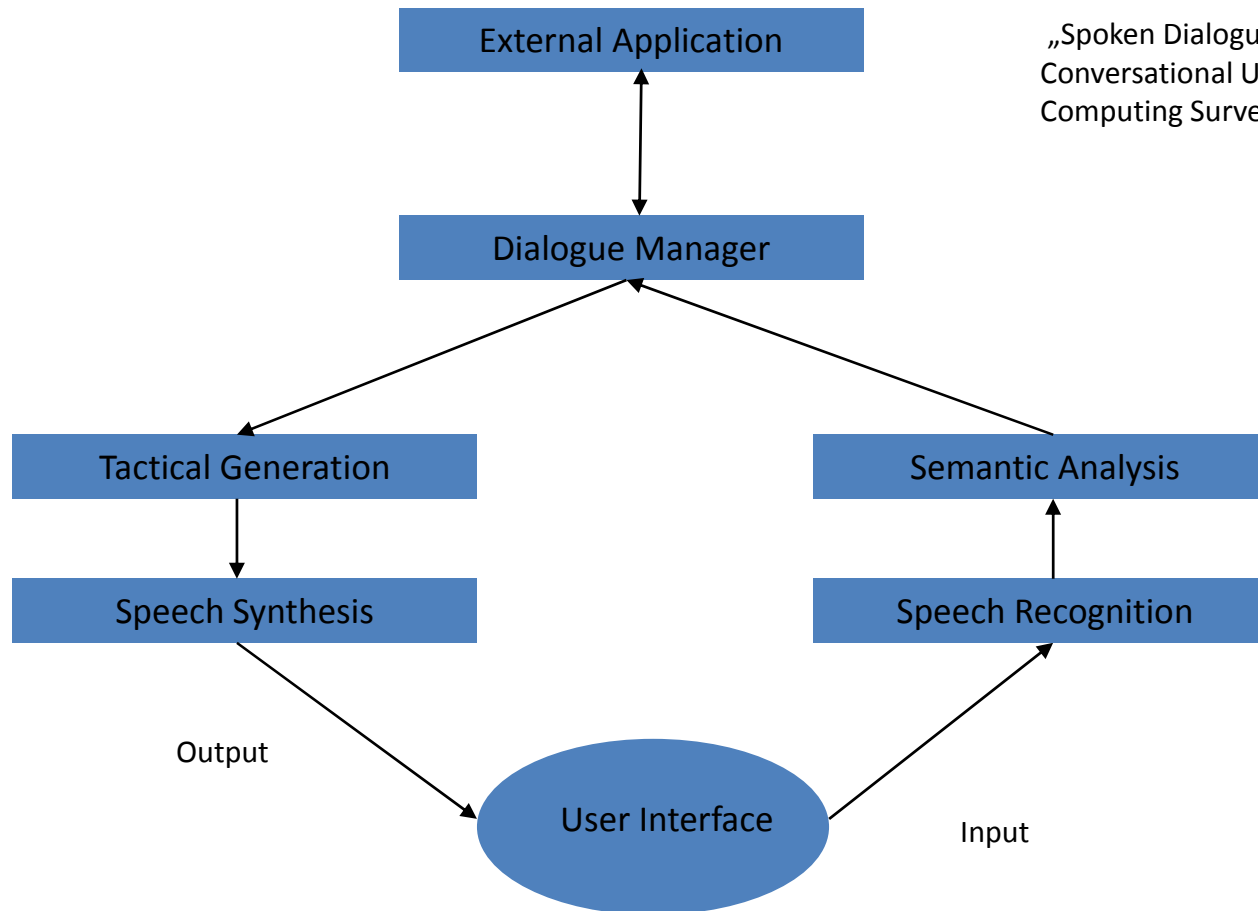 External Application
„Spoken Dialogu
Conversational U
Computing Surve
Dialogue Manager
Tactical Generation
Semantic Analysis
Speech Synthesis
Speech Recognition
Output
User Interface
Input